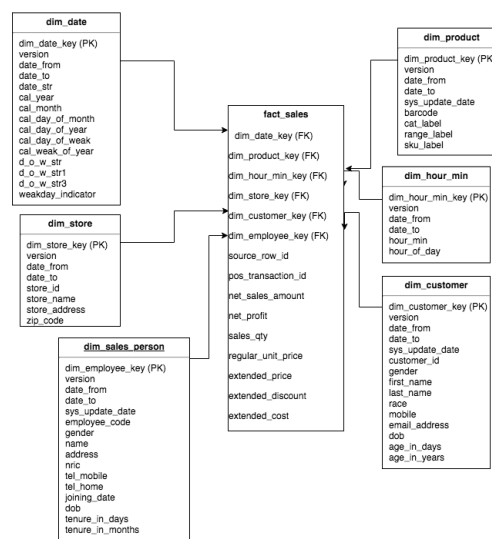 dim_date
dim_date_key (PK)
version
date_from
date_to
date_str
cal_year
cal_month
cal_day_of_month
cal_day_of_year
cal_day_of_weak
cal_weak_of_year
d_o_w_str
d_o_w_str1
d_o_w_str3
weakday_indicator
dim_store
dim_store_key (PK)
version
date_from
date_to
store_id
store_name
store_address
zip_code
dim_sales_person
dim_employee_key (PK)
version
date_from
date_to
sys_update_date
employee_code
gender
name
address
nric
tel_mobile
tel_home
joining_date
dob
tenure_in_days
tenure_in_months
fact_sales
dim_date_key (FK)
dim_product_key (FK)
dim_hour_min_key (FK)
dim_store_key (FK)
dim_customer_key (FK)
dim_employee_key (FK)
source_row_id
pos_transaction_id
net_sales_amount
net_profit
sales_qty
regular_unit_price
extended_price
extended_discount
extended_cost
dim_product
dim_product_key (PK
version
date_from
date_to
sys_update_date
barcode
cat_label
range_label
sku_label
dim_hour_min
dim_hour_min_key (PK)
version
date_from
date_to
hour_min
hour_of_day
dim_customer
dim_customer_key (PK)
version
date_from
date_to
sys_update_date
customer_id
gender
first_name
last_name
race
mobile
email_address
dob
age_in_days
age_in_years